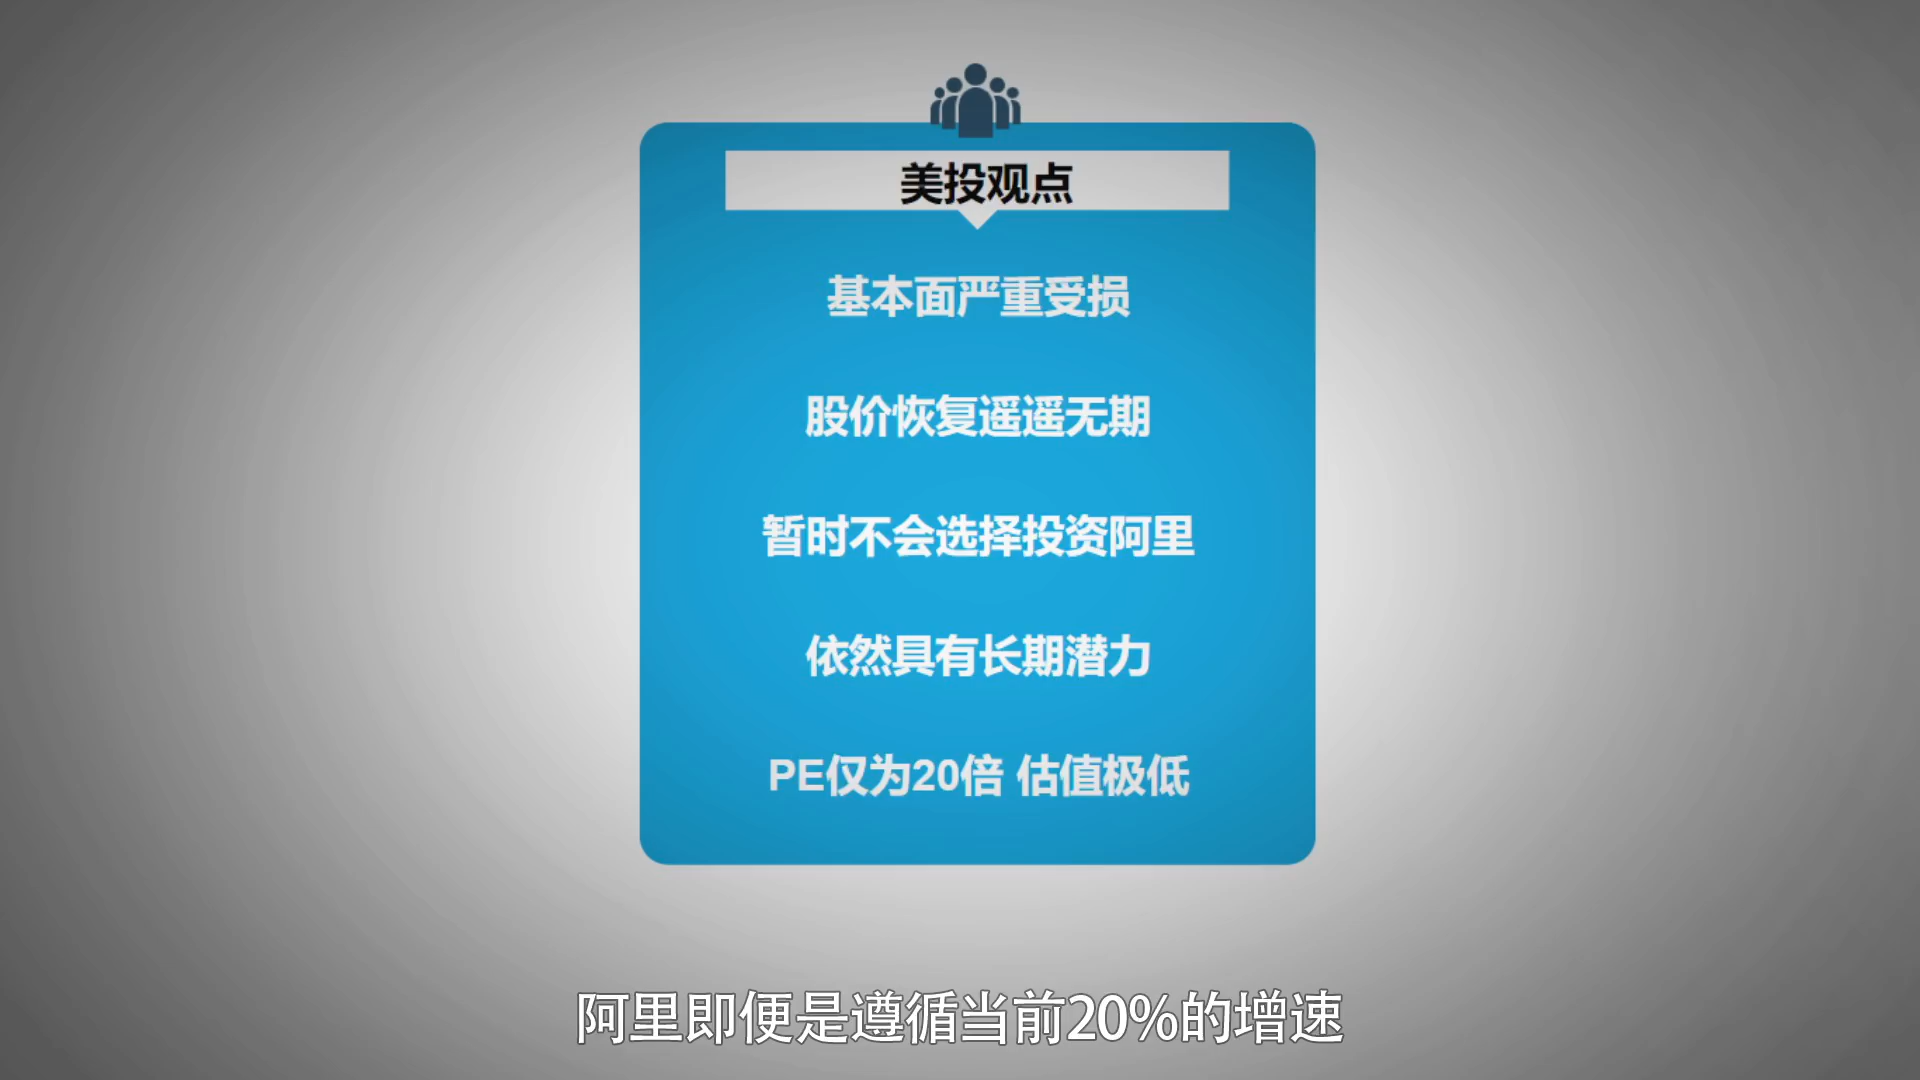 美投观点
基本面严重受损
股价恢复遥遥无期
暂时不会选择投资阿里
依然具有长期潜力
PE仅为20倍 估值极低
阿里即便是遵循当前20%的增速